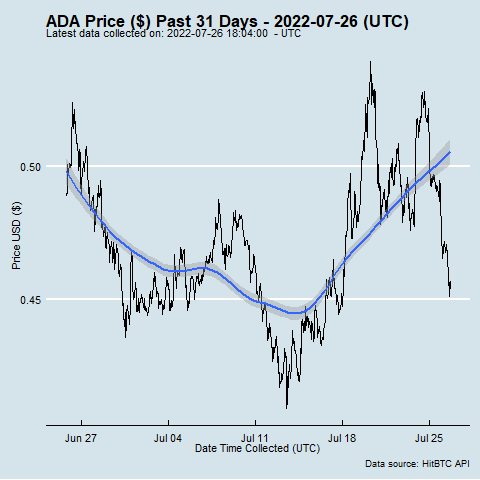 ADA Price ($) Past 31 Days - 2022-07-26 (UTC)
Latest data collected on: 2022-07-26 18:04:00 - UTC
Price USD ($)
0.50
0.45
Jun 27 Jul 04 Jul 11 Jul 18 Jul 25
Date Time Collected (UTC)
Data source: HitBTC API